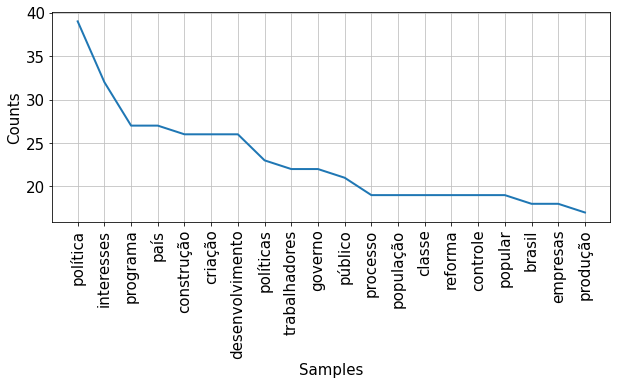 40
35
30
25
20
Counts
política
interesses
programa
país
construção
criação
desenvolvimento
políticas
trabalhadores
governo
público
processo
população
classe
reforma
controle
popular
brasil
empresas
produção
Samples